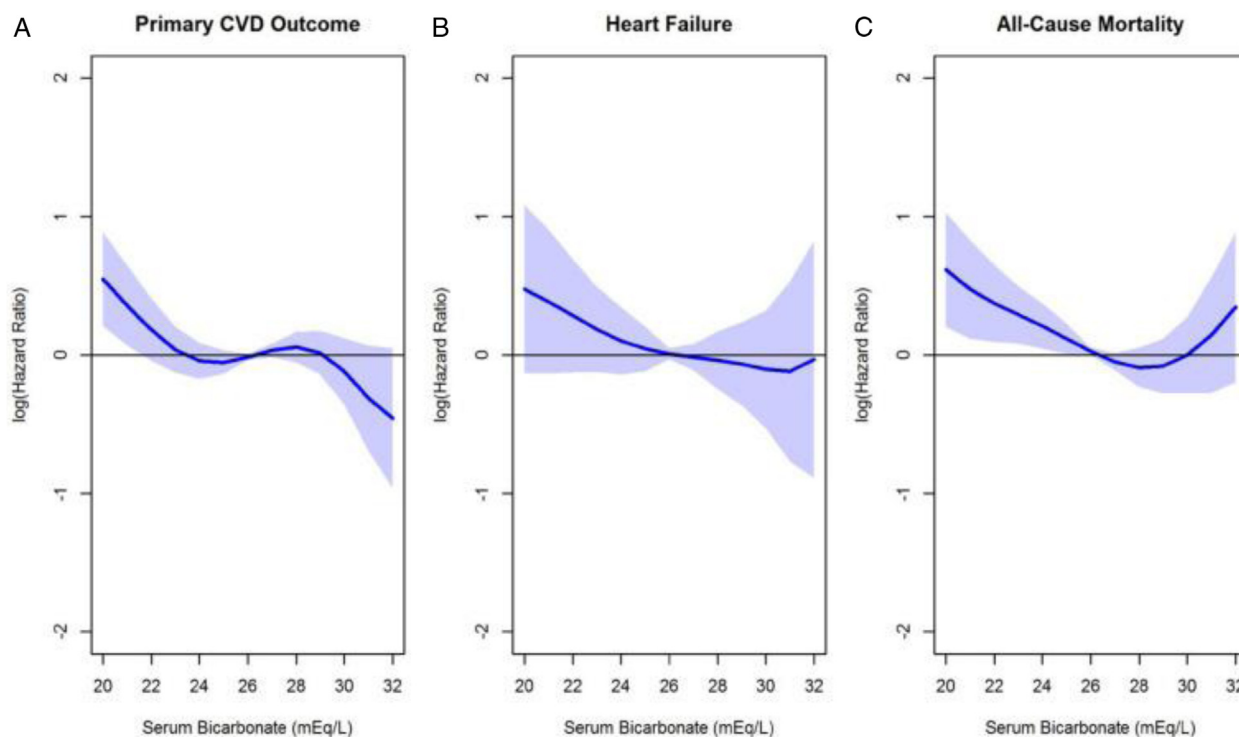 A
Primary CVD Outcome
log(Hazard Ratio)
2
1
0
-1
-2
20 22 24 26 28 30 32
Serum Bicarbonate (mEq/L)
B
Heart Failure
log(Hazard Ratio)
2
1
0
-1
-2
20 22 24 26 28 30 32
Serum Bicarbonate (mEq/L)
C
All-Cause Mortality
log(Hazard Ratio)
2
1
0
-1
-2
20 22 24 26 28 30 32
Serum Bicarbonate (mEq/L)